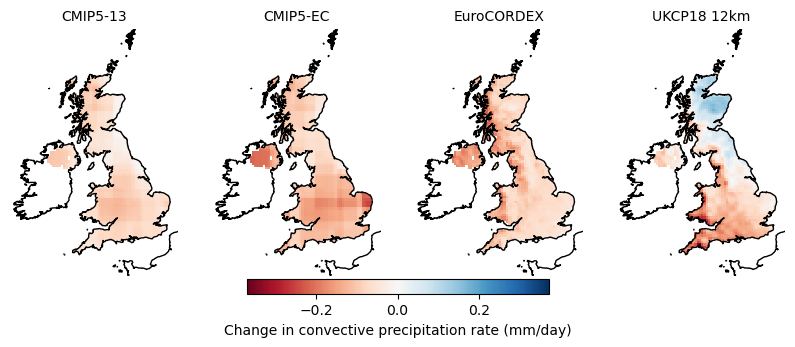 CMIP5-13 CMIP5-EC EuroCORDEX UKCP18 12km
−0.2 0.0 0.2
Change in convective precipitation rate (mm/day)